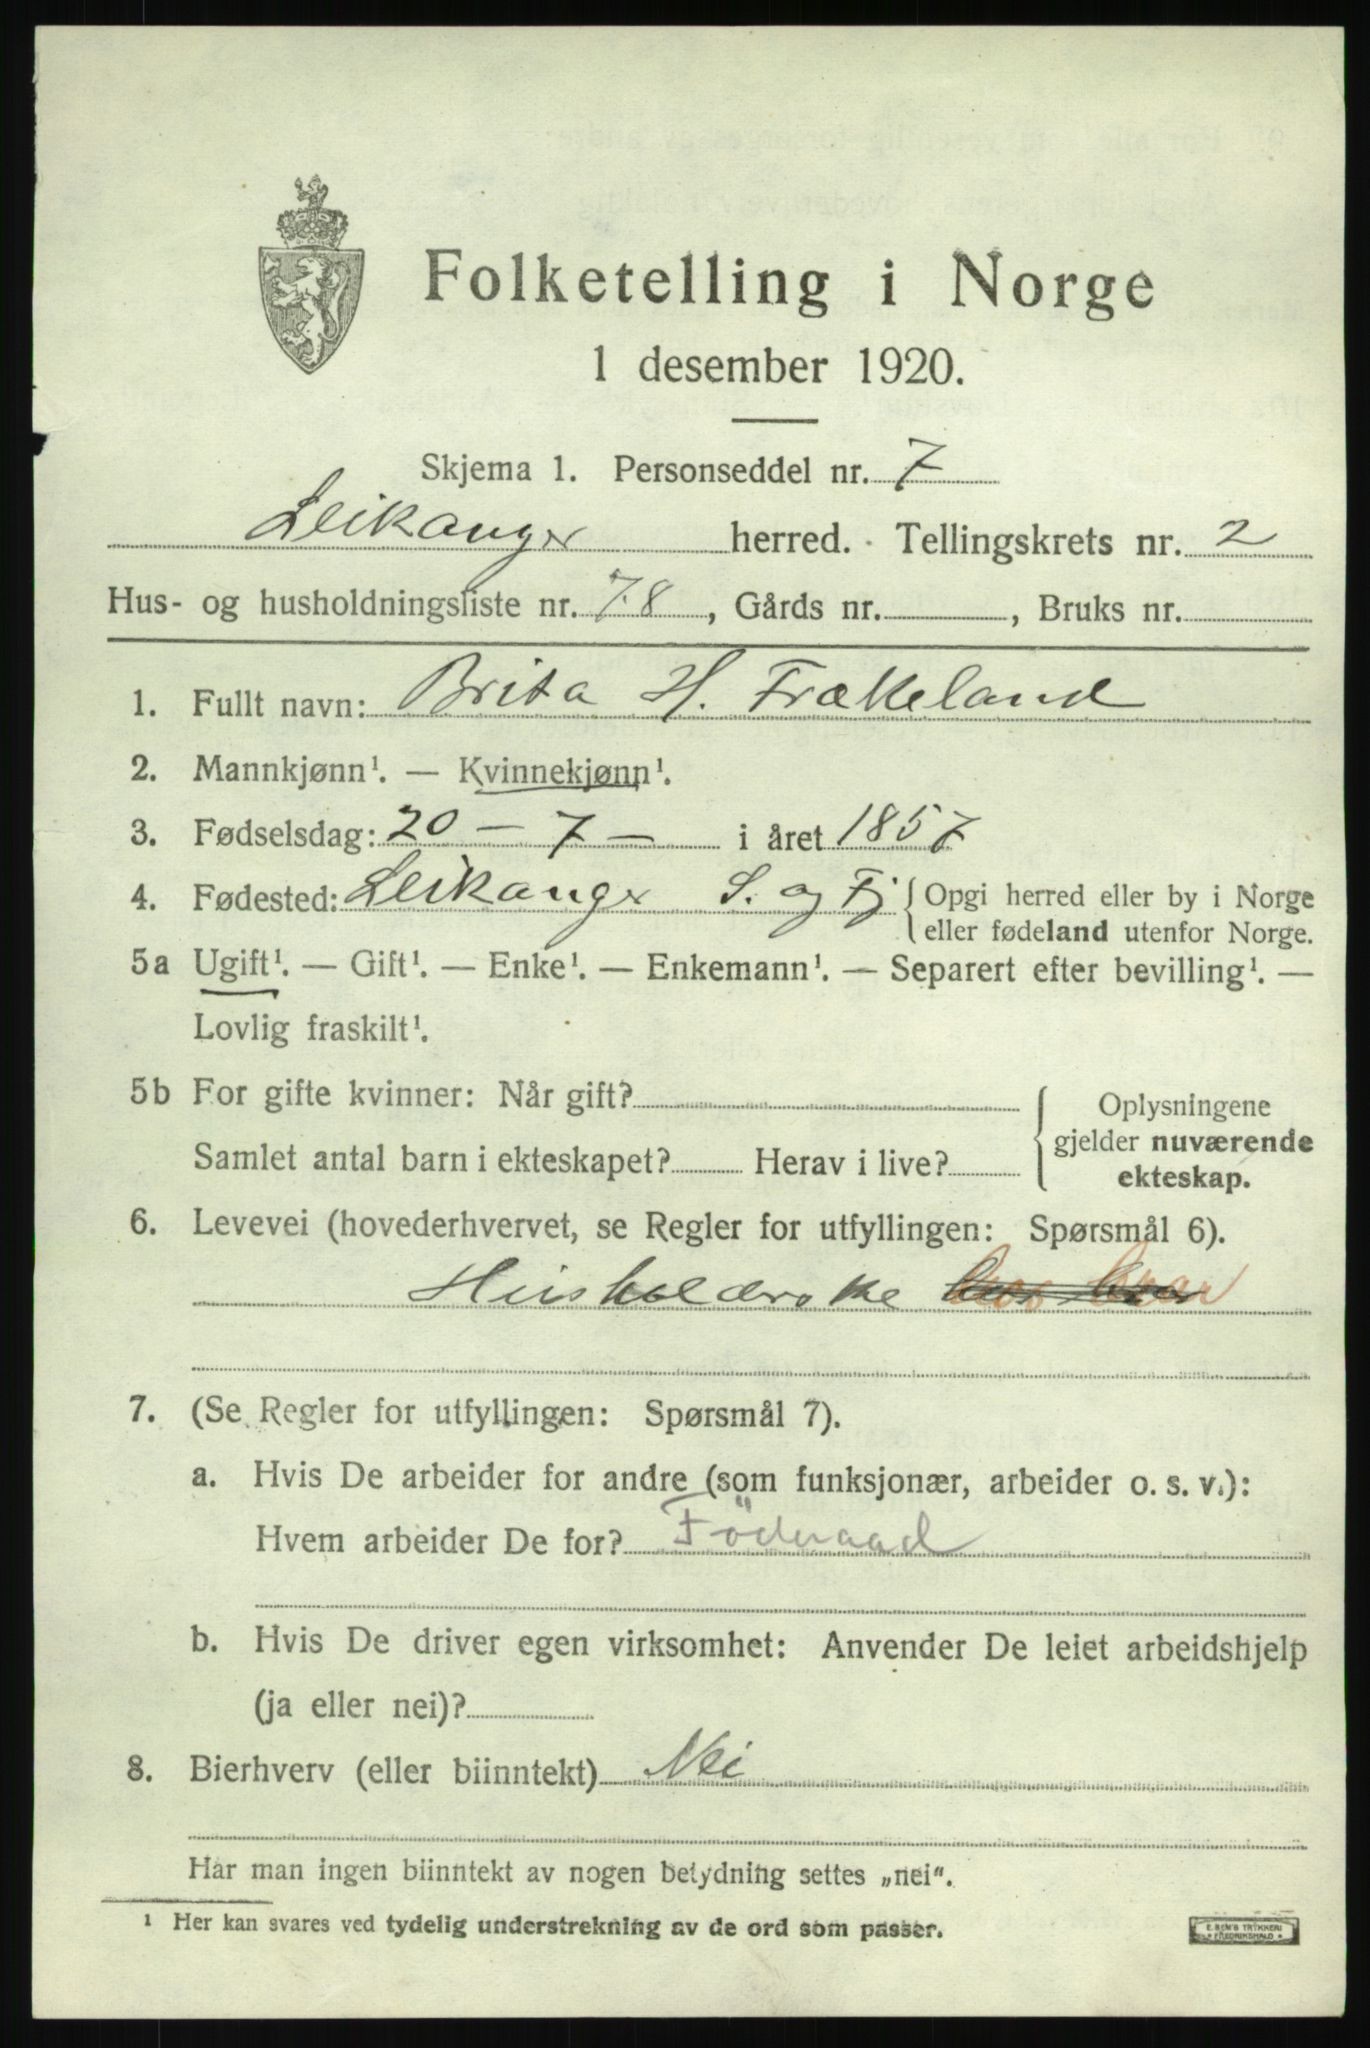 Folketelling i Norge
1 desember 1920.
Skjema 1. Personseddel nr. 7
Leikanger herred. Tellingskrets nr. 2
Hus- og husholdningsliste nr. 78, Gårds nr. , Bruks nr.
1. Fullt navn: Brita H. Frækeland
2. Mannkjønn¹. — Kvinnekjønn¹.
3. Fødselsdag: 20 – 7 – i året 1857
4. Fødested: Leikanger S. og Fj { Opgi herred eller by i Norge
eller fødeland utenfor Norge.
5a Ugift¹. — Gift¹. — Enke¹. — Enkemann¹. — Separert efter bevilling¹. —
Lovlig fraskilt¹.
5b For gifte kvinner: Når gift?
Samlet antal barn i ekteskapet? Herav i live?
Oplysningene
gjelder nuværende
ekteskap.
6. Levevei (hovederhvervet, se Regler for utfyllingen: Spørsmål 6).
Husholderske hos
7. (Se Regler for utfyllingen: Spørsmål 7).
a. Hvis De arbeider for andre (som funksjonær, arbeider o. s. v.):
Hvem arbeider De for? Föderaad
b. Hvis De driver egen virksomhet: Anvender De leiet arbeidshjelp
(ja eller nei)?
8. Bierhverv (eller biinntekt) Nei
Har man ingen biinntekt av nogen betydning settes „nei“.
¹ Her kan svares ved tydelig understrekning av de ord som passer.
E. SEM'S TRYKKERI
FREDRIKSHALD